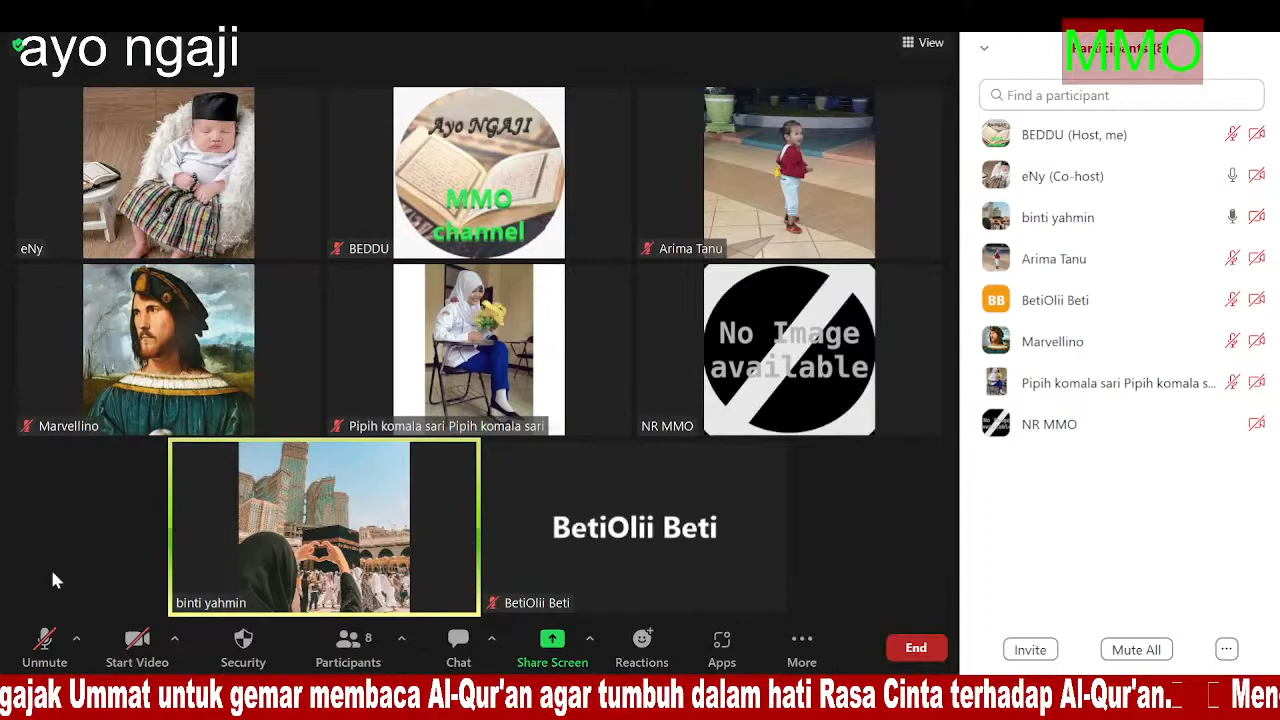 ayo ngaji
View
MMO
Participants (8)
Find a participant
eNy
Ayo NGAJI
MMO
channel
BEDDU
Arima Tanu
Marvellino
Pipih komala sari Pipih komala sari
No Image
available
NR MMO
binti yahmin
BetiOlii Beti
BetiOlii Beti
BEDDU (Host, me)
eNy (Co-host)
binti yahmin
Arima Tanu
BB
BetiOlii Beti
Marvellino
Pipih komala sari Pipih komala s...
NR MMO
Unmute
Start Video
Security
8
Participants
Chat
Share Screen
Reactions
Apps
More
End
Invite
Mute All
gajak Ummat untuk gemar membaca Al-Qur'an agar tumbuh dalam hati Rasa Cinta terhadap Al-Qur'an. Men